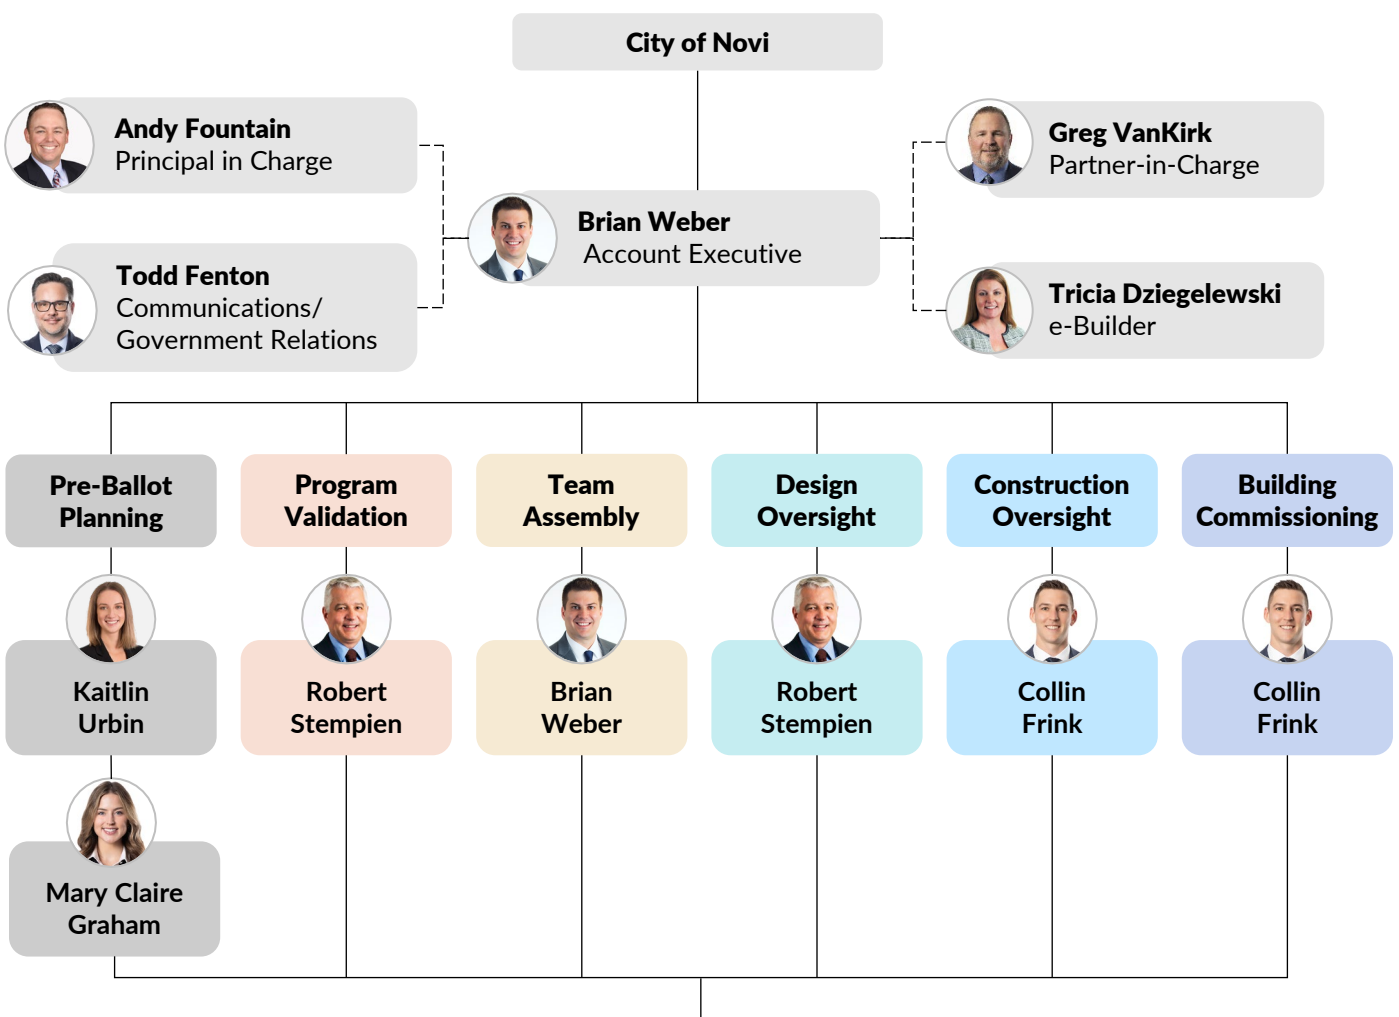 City of Novi
Andy Fountain
Principal in Charge
Greg VanKirk
Partner-in-Charge
Brian Weber
Account Executive
Todd Fenton
Communications/
Government Relations
Tricia Dziegelewski
e-Builder
Pre-Ballot
Planning
Program
Validation
Team
Assembly
Design
Oversight
Construction
Oversight
Building
Commissioning
Kaitlin
Urbin
Robert
Stempien
Brian
Weber
Robert
Stempien
Collin
Frink
Collin
Frink
Mary Claire
Graham